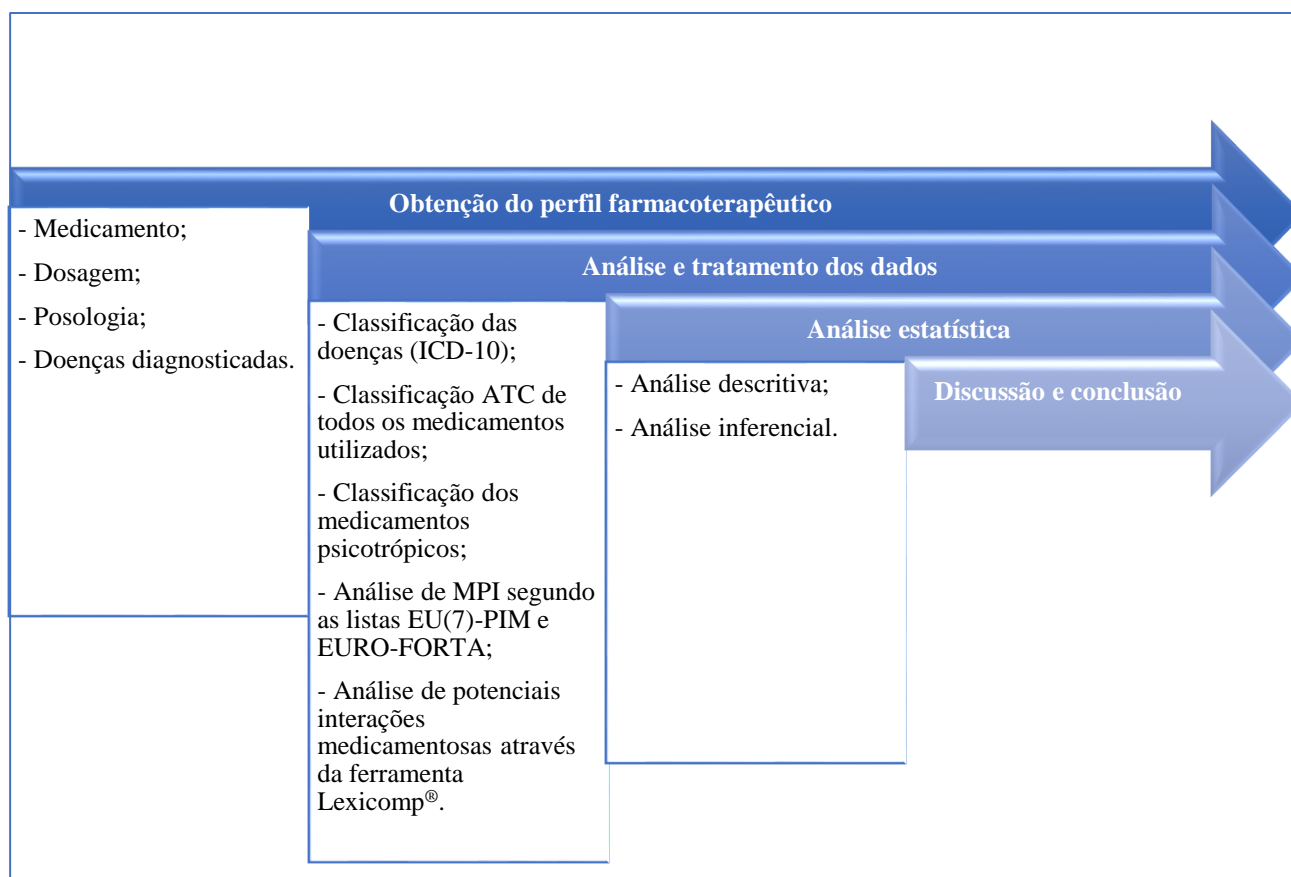 Obtenção do perfil farmacoterapêutico
- Medicamento;
- Dosagem;
- Posologia;
- Doenças diagnosticadas.
Análise e tratamento dos dados
- Classificação das
doenças (ICD-10);
- Classificação ATC de
todos os medicamentos
utilizados;
- Classificação dos
medicamentos
psicotrópicos;
- Análise de MPI segundo
as listas EU(7)-PIM e
EURO-FORTA;
- Análise de potenciais
interações
medicamentosas através
da ferramenta
Lexicomp®.
Análise estatística
- Análise descritiva;
- Análise inferencial.
Discussão e conclusão